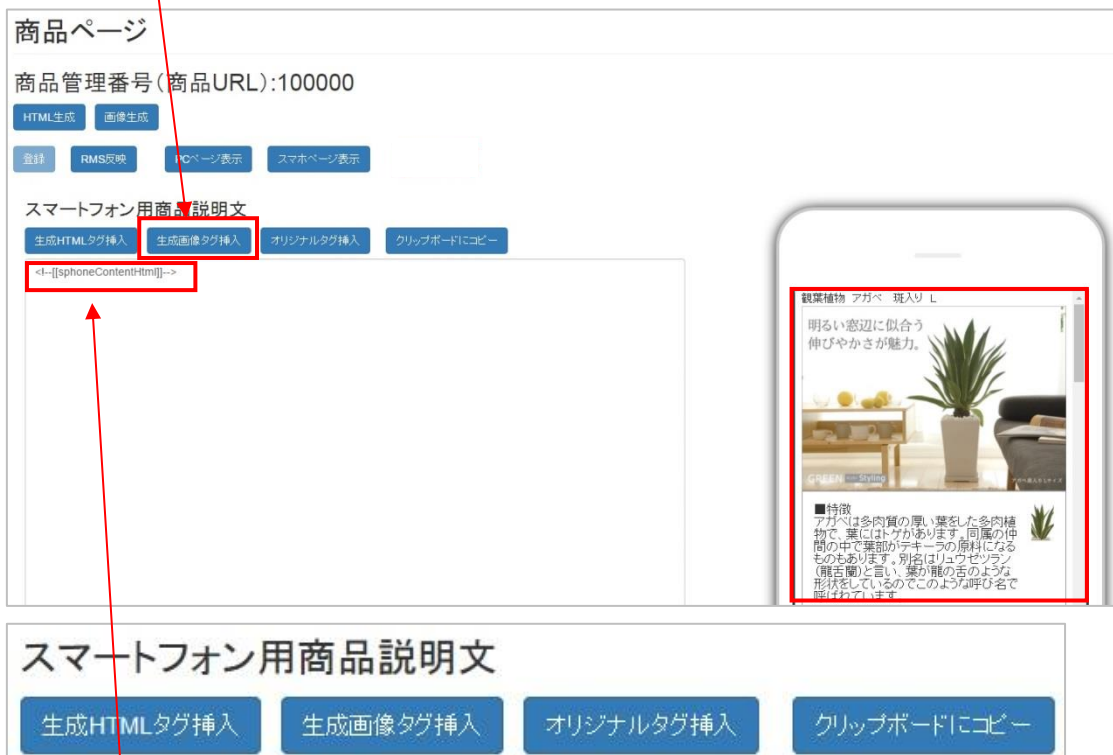 商品ページ
商品管理番号(商品URL):100000
HTML生成 画像生成
登録 RMS反映 PCページ表示 スマホページ表示
スマートフォン用商品説明文
生成HTMLタグ挿入 生成画像タグ挿入 オリジナルタグ挿入 クリップボードにコピー
<!--[[sphoneContentHtml]]-->
観葉植物 アガベ 斑入り L
明るい窓辺に似合う
伸びやかさが魅力。
GREEN Styling
■特徴
アガベは多肉質の厚い葉をした多肉植
物で、葉にはトゲがあります。同属の仲
間の中で葉部がテキーラの原料になる
ものもあります。別名はリュウゼツラン
(龍舌蘭)と言い、葉が龍の舌のような
形状をしているのでこのような呼び名で
呼ばれています。
スマートフォン用商品説明文
生成HTMLタグ挿入 生成画像タグ挿入 オリジナルタグ挿入 クリップボードにコピー